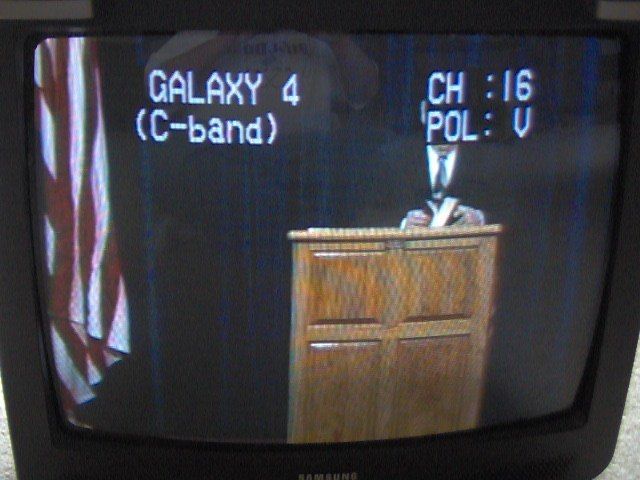 GALAXY 4
(C-band)
CH :16
POL: V
SAMSUNG